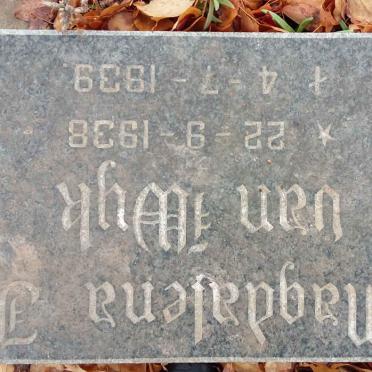 Magdalena
van Wyk
* 22 - 9 - 1938
† 4 - 7 - 1939